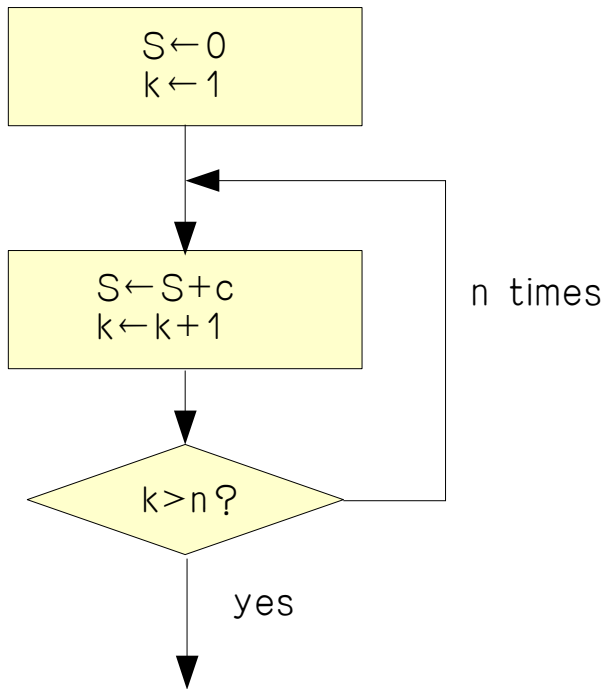 S←0
k←1
S←S+c
k←k+1
n times
k>n?
yes